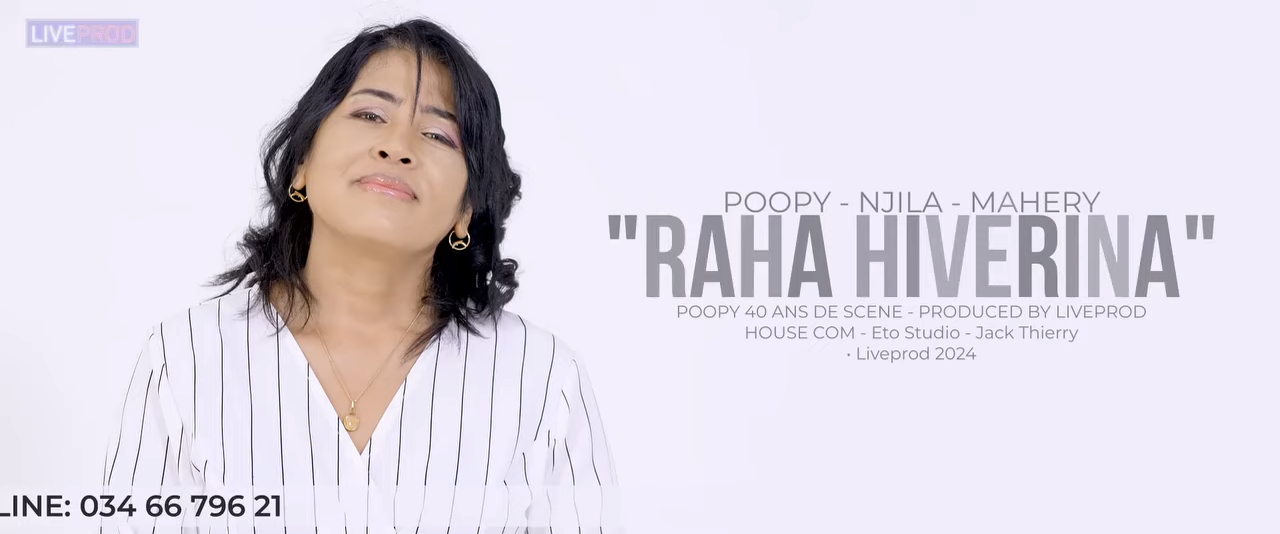 LIVEPROD
POOPY - NJILA - MAHERY
"RAHA HIVERINA"
POOPY 40 ANS DE SCENE - PRODUCED BY LIVEPROD
HOUSE COM - Eto Studio - Jack Thierry
• Liveprod 2024
LINE: 034 66 796 21